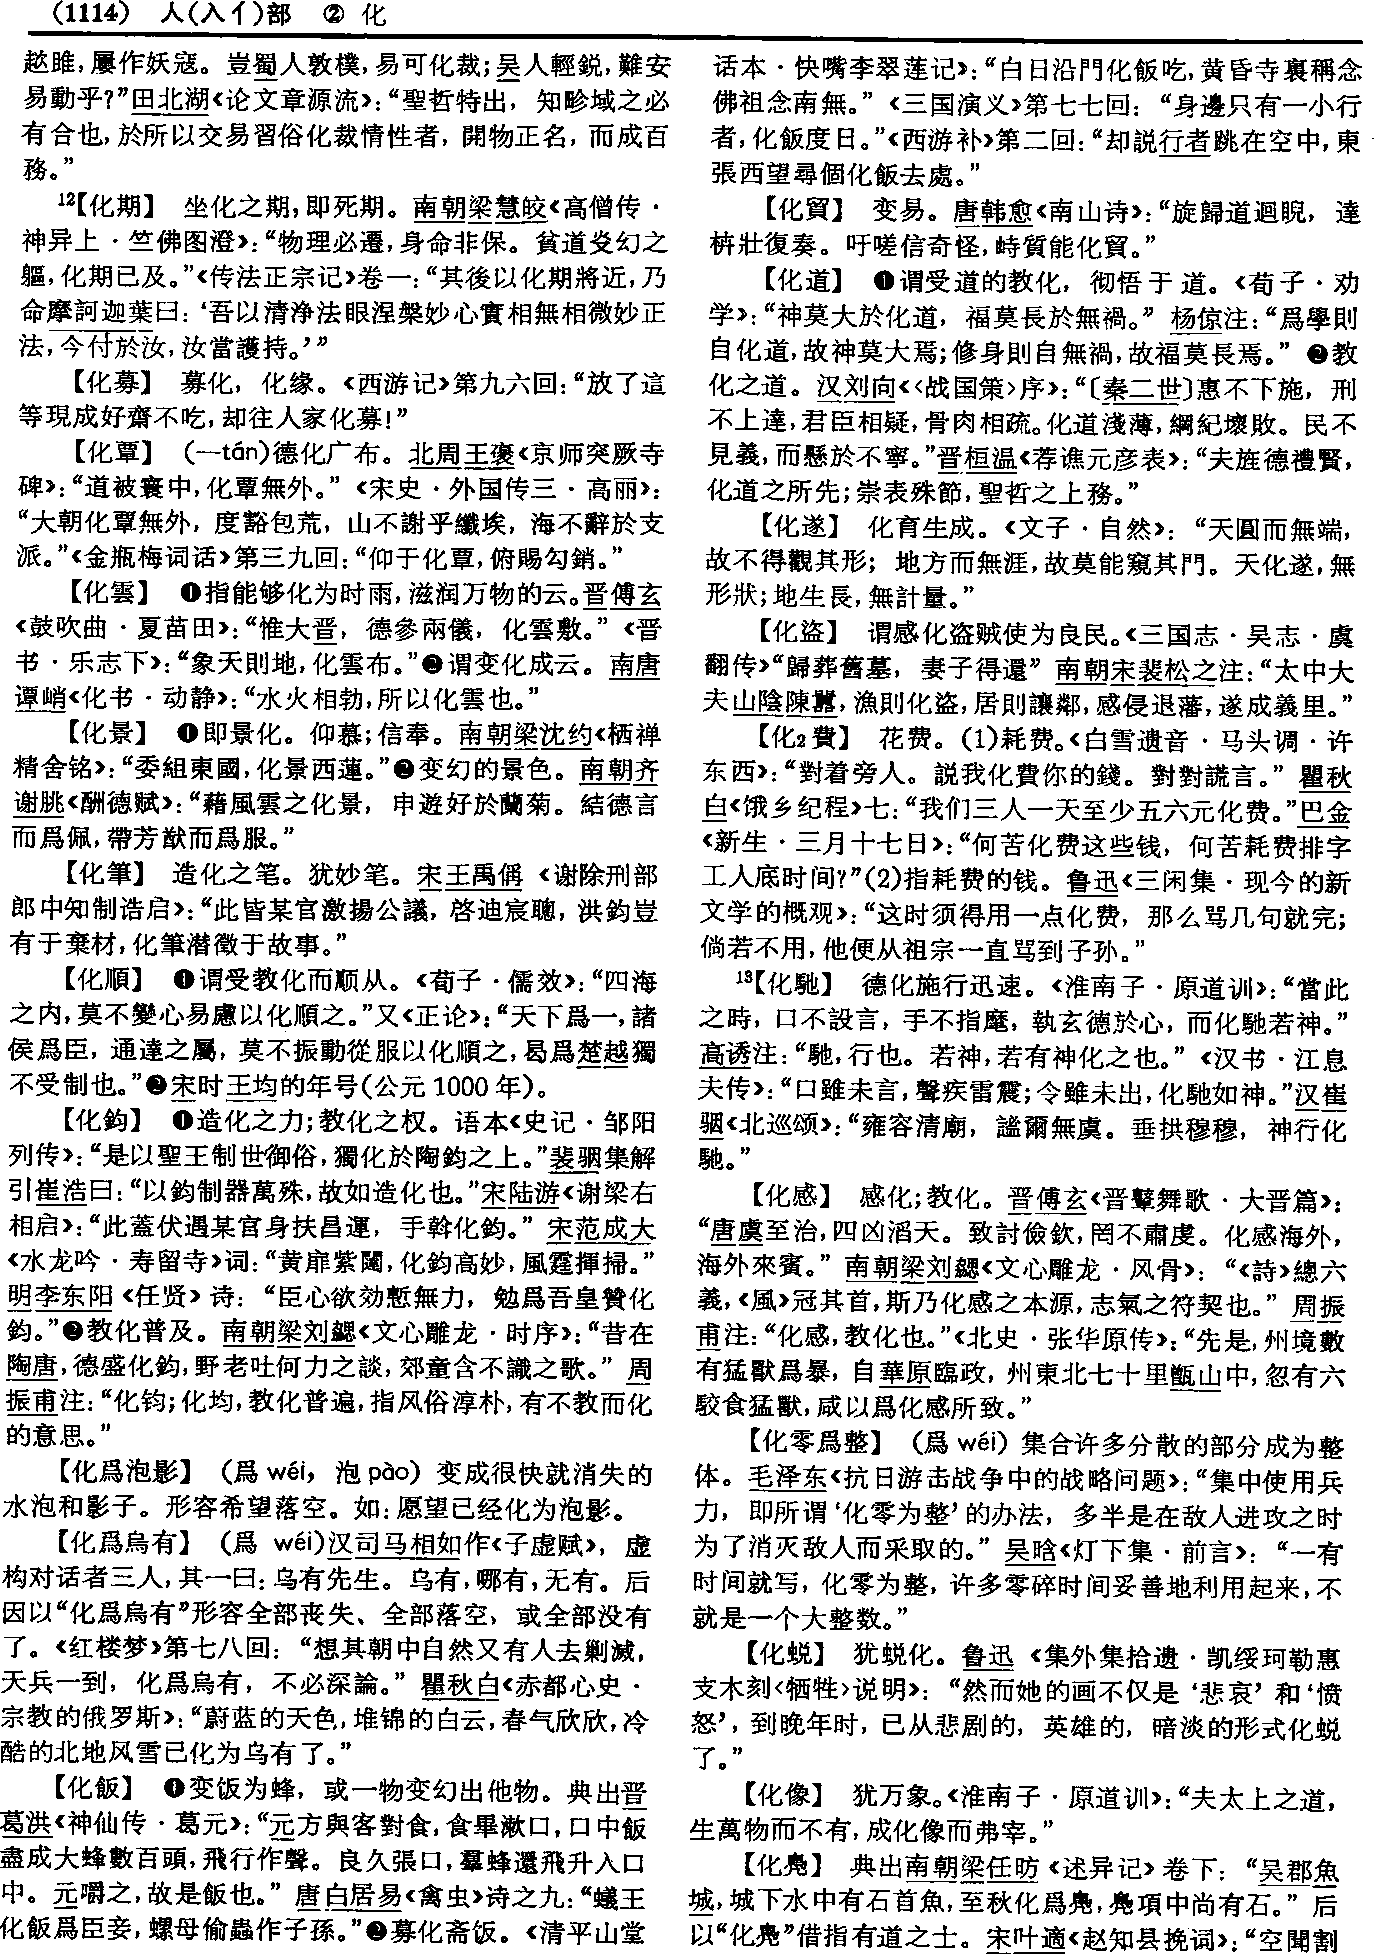 (1114) 人(入亻)部 ② 化
趑雎，屢作妖寇。豈蜀人敦樸，易可化裁；吴人輕鋭，難安
易動乎？”田北湖《论文章源流》：“聖哲特出，知畛域之必
有合也，於所以交易習俗化裁情性者，開物正名，而成百
務。”
12【化期】 坐化之期，即死期。南朝梁慧皎《高僧传·
神异上·竺佛图澄》：“物理必遷，身命非保。貧道灾幻之
軀，化期已及。”《传法正宗记》卷一：“其後以化期將近，乃
命摩訶迦葉曰：‘吾以清浄法眼涅槃妙心實相無相微妙正
法，今付於汝，汝當護持。’”
【化募】 募化，化缘。《西游记》第九六回：“放了這
等現成好齋不吃，却往人家化募！”
【化覃】 (—tán)德化广布。北周王褒《京师突厥寺
碑》：“道被寰中，化覃無外。”《宋史·外国传三·高丽》：
“大朝化覃無外，度豁包荒，山不謝乎纖埃，海不辭於支
派。”《金瓶梅词话》第三九回：“仰于化覃，俯賜勾銷。”
【化雲】 ❶指能够化为时雨，滋润万物的云。晋傅玄
《鼓吹曲·夏苗田》：“惟大晋，德參兩儀，化雲敷。”《晋
书·乐志下》：“象天則地，化雲布。”❷谓变化成云。南唐
谭峭《化书·动静》：“水火相勃，所以化雲也。”
【化景】 ❶即景化。仰慕；信奉。南朝梁沈约《栖禅
精舍铭》：“委組東國，化景西蓮。”❷变幻的景色。南朝齐
谢朓《酬德赋》：“藉風雲之化景，申遊好於蘭菊。結德言
而爲佩，帶芳猷而爲服。”
【化筆】 造化之笔。犹妙笔。宋王禹偁《谢除刑部
郎中知制诰启》：“此皆某官激揚公議，啓迪宸聰，洪鈞豈
有于棄材，化筆潜徵于故事。”
【化順】 ❶谓受教化而顺从。《荀子·儒效》：“四海
之内，莫不變心易慮以化順之。”又《正论》：“天下爲一，諸
侯爲臣，通達之屬，莫不振動從服以化順之，曷爲楚越獨
不受制也。”❷宋时王均的年号(公元1000年)。
【化鈞】 ❶造化之力；教化之权。语本《史记·邹阳
列传》：“是以聖王制世御俗，獨化於陶鈞之上。”裴骃集解
引崔浩曰：“以鈞制器萬殊，故如造化也。”宋陆游《谢梁右
相启》：“此蓋伏遇某官身扶昌運，手斡化鈞。”宋范成大
《水龙吟·寿留寺》词：“黄扉紫闥，化鈞高妙，風霆揮掃。”
明李东阳《任贤》诗：“臣心欲効慙無力，勉爲吾皇贊化
鈞。”❷教化普及。南朝梁刘勰《文心雕龙·时序》：“昔在
陶唐，德盛化鈞，野老吐何力之談，郊童含不識之歌。”周
振甫注：“化钧；化均，教化普遍，指风俗淳朴，有不教而化
的意思。”
【化爲泡影】 (爲 wéi，泡 pào) 变成很快就消失的
水泡和影子。形容希望落空。如：愿望已经化为泡影。
【化爲烏有】 (爲 wéi)汉司马相如作《子虚赋》，虚
构对话者三人，其一曰：乌有先生。乌有，哪有，无有。后
因以“化爲烏有”形容全部丧失、全部落空，或全部没有
了。《红楼梦》第七八回：“想其朝中自然又有人去剿滅，
天兵一到，化爲烏有，不必深論。”瞿秋白《赤都心史·
宗教的俄罗斯》：“蔚蓝的天色，堆锦的白云，春气欣欣，冷
酷的北地风雪已化为乌有了。”
【化飯】 ❶变饭为蜂，或一物变幻出他物。典出晋
葛洪《神仙传·葛元》：“元方與客對食，食畢漱口，口中飯
盡成大蜂數百頭，飛行作聲。良久張口，羣蜂還飛升入口
中。元嚼之，故是飯也。”唐白居易《禽虫》诗之九：“蟻王
化飯爲臣妾，螺母偷蟲作子孫。”❷募化斋饭。《清平山堂
话本·快嘴李翠莲记》：“白日沿門化飯吃，黄昏寺裏稱念
佛祖念南無。”《三国演义》第七七回：“身邊只有一小行
者，化飯度日。”《西游补》第二回：“却説行者跳在空中，東
張西望尋個化飯去處。”
【化貿】 变易。唐韩愈《南山诗》：“旋歸道迴睨，達
枿壯復奏。吁嗟信奇怪，峙質能化貿。”
【化道】 ❶谓受道的教化，彻悟于道。《荀子·劝
学》：“神莫大於化道，福莫長於無禍。”杨倞注：“爲學則
自化道，故神莫大焉；修身則自無禍，故福莫長焉。”❷教
化之道。汉刘向《〈战国策〉序》：“〔秦二世〕惠不下施，刑
不上達，君臣相疑，骨肉相疏。化道淺薄，綱紀壞敗。民不
見義，而懸於不寧。”晋桓温《荐谯元彦表》：“夫旌德禮賢，
化道之所先；崇表殊節，聖哲之上務。”
【化遂】 化育生成。《文子·自然》：“天圓而無端，
故不得觀其形；地方而無涯，故莫能窺其門。天化遂，無
形狀；地生長，無計量。”
【化盜】 谓感化盗贼使为良民。《三国志·吴志·虞
翻传》“歸葬舊墓，妻子得還”南朝宋裴松之注：“太中大
夫山陰陳囂，漁則化盜，居則讓鄰，感侵退藩，遂成義里。”
【化2費】 花费。(1)耗费。《白雪遗音·马头调·许
东西》：“對着旁人。説我化費你的錢。對對謊言。”瞿秋
白《饿乡纪程》七：“我们三人一天至少五六元化费。”巴金
《新生·三月十七日》：“何苦化费这些钱，何苦耗费排字
工人底时间？”(2)指耗费的钱。鲁迅《三闲集·现今的新
文学的概观》：“这时须得用一点化费，那么骂几句就完；
倘若不用，他便从祖宗一直骂到子孙。”
13【化馳】 德化施行迅速。《淮南子·原道训》：“當此
之時，口不設言，手不指麾，執玄德於心，而化馳若神。”
高诱注：“馳，行也。若神，若有神化之也。”《汉书·江息
夫传》：“口雖未言，聲疾雷震；令雖未出，化馳如神。”汉崔
骃《北巡颂》：“雍容清廟，謐爾無虞。垂拱穆穆，神行化
馳。”
【化感】 感化；教化。晋傅玄《晋鼙舞歌·大晋篇》：
“唐虞至治，四凶滔天。致討儉欽，罔不肅虔。化感海外，
海外來賓。”南朝梁刘勰《文心雕龙·风骨》：“《詩》總六
義，《風》冠其首，斯乃化感之本源，志氣之符契也。”周振
甫注：“化感，教化也。”《北史·张华原传》：“先是，州境數
有猛獸爲暴，自華原臨政，州東北七十里甑山中，忽有六
駮食猛獸，咸以爲化感所致。”
【化零爲整】 (爲 wéi) 集合许多分散的部分成为整
体。毛泽东《抗日游击战争中的战略问题》：“集中使用兵
力，即所谓‘化零为整’的办法，多半是在敌人进攻之时
为了消灭敌人而采取的。”吴晗《灯下集·前言》：“一有
时间就写，化零为整，许多零碎时间妥善地利用起来，不
就是一个大整数。”
【化蜕】 犹蜕化。鲁迅《集外集拾遗·凯绥珂勒惠
支木刻〈牺牲〉说明》：“然而她的画不仅是‘悲哀’和‘愤
怒’，到晚年时，已从悲剧的，英雄的，暗淡的形式化蜕
了。”
【化像】 犹万象。《淮南子·原道训》：“夫太上之道，
生萬物而不有，成化像而弗宰。”
【化鳧】 典出南朝梁任昉《述异记》卷下：“吴郡魚
城，城下水中有石首魚，至秋化爲鳧，鳧項中尚有石。”后
以“化鳧”借指有道之士。宋叶適《赵知县挽词》：“空聞割